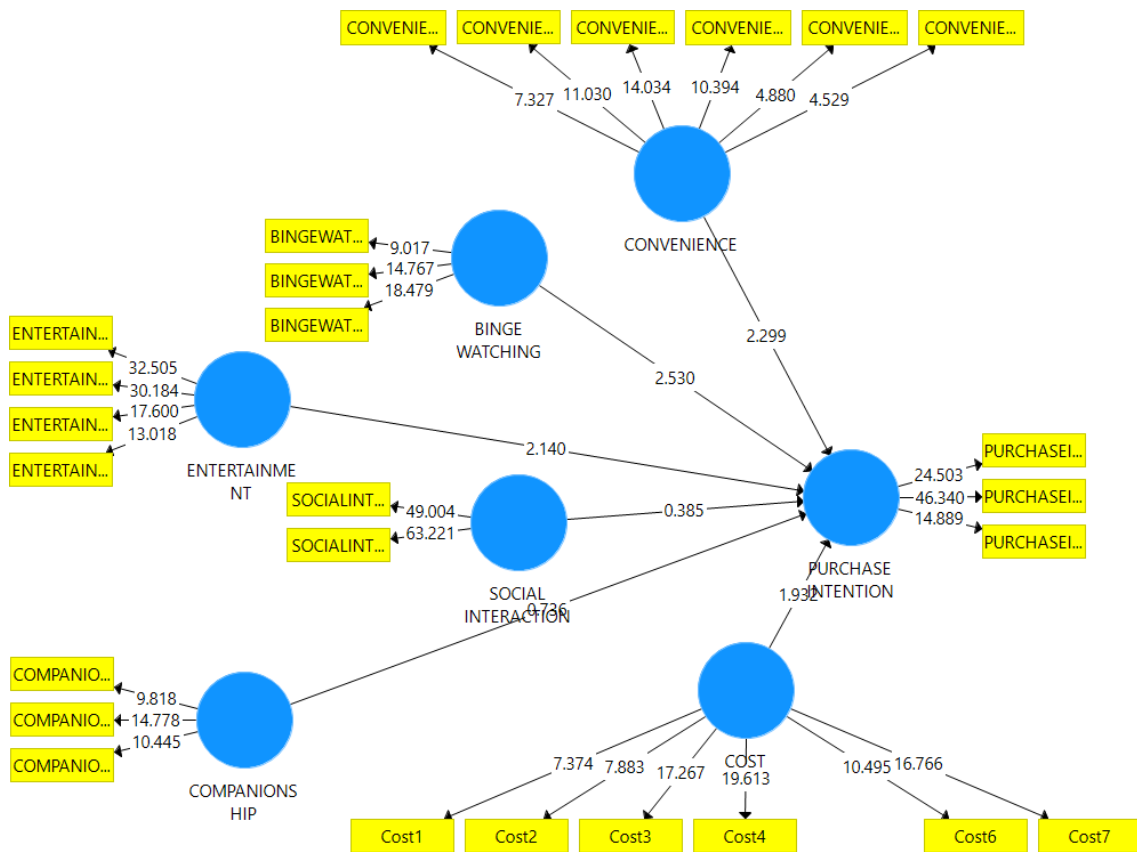 CONVENIE... CONVENIE... CONVENIE... CONVENIE... CONVENIE... CONVENIE...
7.327 11.030 14.034 10.394 4.880 4.529
CONVENIENCE
BINGEWAT...
BINGEWAT...
BINGEWAT...
9.017
14.767
18.479
BINGE
WATCHING
2.299
2.530
ENTERTAIN...
ENTERTAIN...
ENTERTAIN...
ENTERTAIN...
32.505
30.184
17.600
13.018
ENTERTAINME
NT
2.140
SOCIALINT...
SOCIALINT...
49.004
63.221
SOCIAL
INTERACTION
0.385
PURCHASEI...
PURCHASEI...
PURCHASEI...
24.503
46.340
14.889
PURCHASE
INTENTION
0.736
1.932
COMPANIO...
COMPANIO...
COMPANIO...
9.818
14.778
10.445
COMPANIONS
HIP
COST
7.374 7.883 17.267 19.613 10.495 16.766
Cost1 Cost2 Cost3 Cost4 Cost6 Cost7